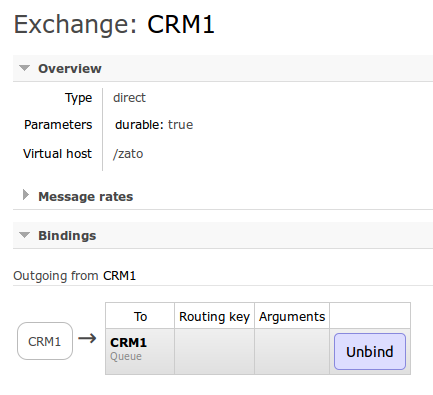 Exchange: CRM1
Overview
Type direct
Parameters durable: true
Virtual host /zato
Message rates
Bindings
Outgoing from CRM1
To Routing key Arguments
CRM1 CRM1 Unbind
Queue